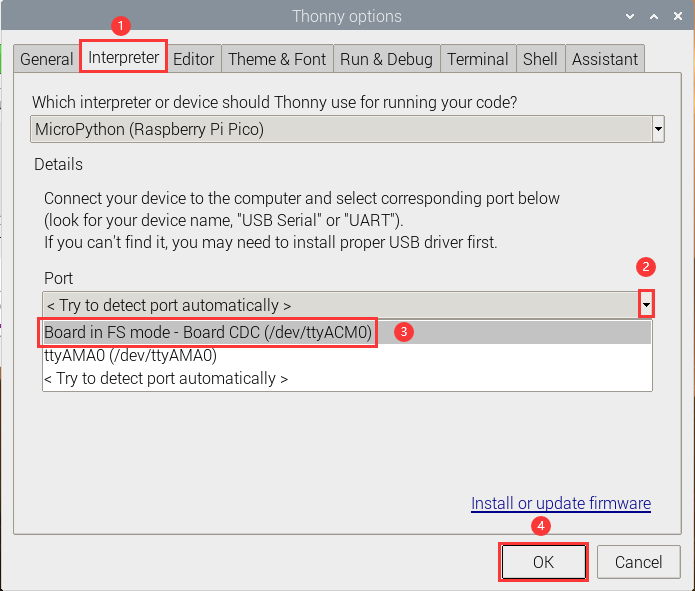 Thonny options
1
General Interpreter Editor Theme & Font Run & Debug Terminal Shell Assistant
Which interpreter or device should Thonny use for running your code?
MicroPython (Raspberry Pi Pico)
Details
Connect your device to the computer and select corresponding port below
(look for your device name, "USB Serial" or "UART").
If you can't find it, you may need to install proper USB driver first.
2
Port
< Try to detect port automatically >
Board in FS mode - Board CDC (/dev/ttyACM0) 3
ttyAMA0 (/dev/ttyAMA0)
< Try to detect port automatically >
Install or update firmware
4
OK Cancel